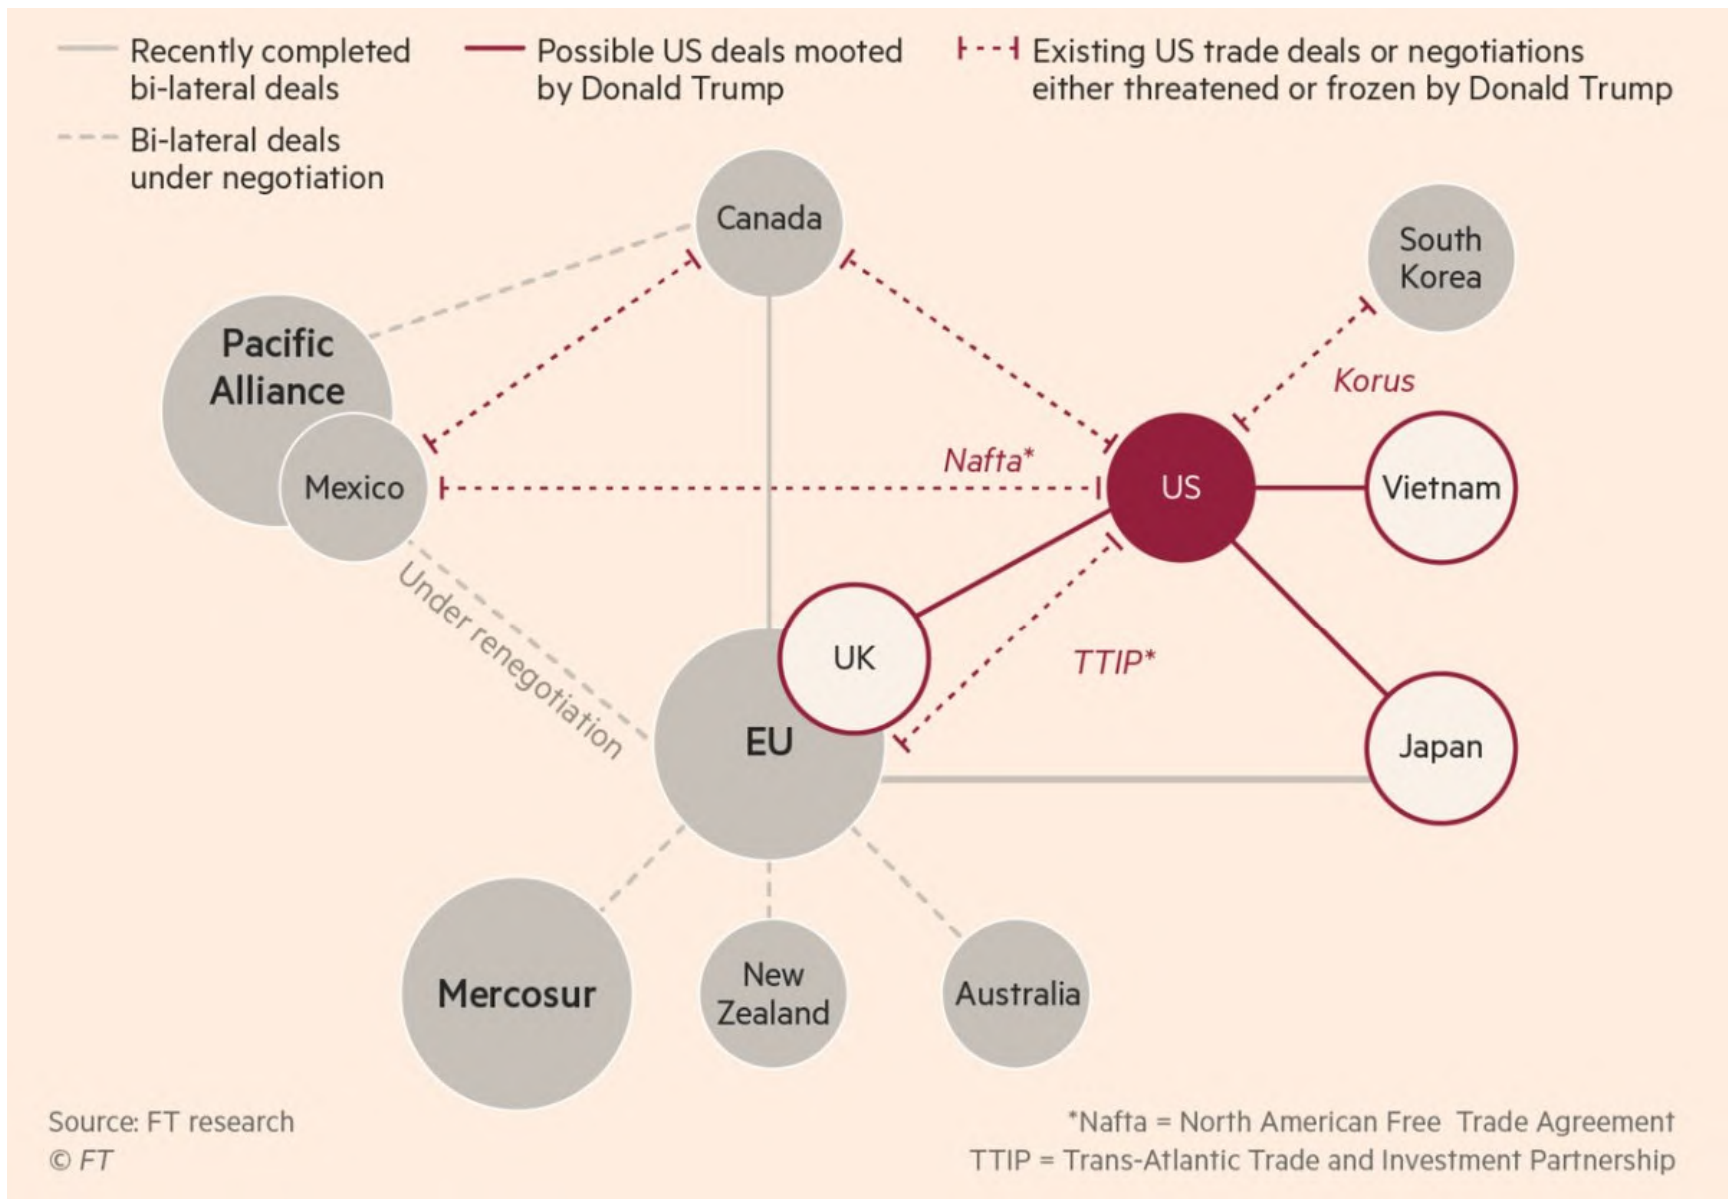 Recently completed
bi-lateral deals
Possible US deals mooted
by Donald Trump
Existing US trade deals or negotiations
either threatened or frozen by Donald Trump
Bi-lateral deals
under negotiation
Canada
South
Korea
Pacific
Alliance
Korus
Nafta*
Mexico
US
Vietnam
Under renegotiation
UK
TTIP*
EU
Japan
Mercosur
New
Zealand
Australia
Source: FT research
© FT
*Nafta = North American Free Trade Agreement
TTIP = Trans-Atlantic Trade and Investment Partnership